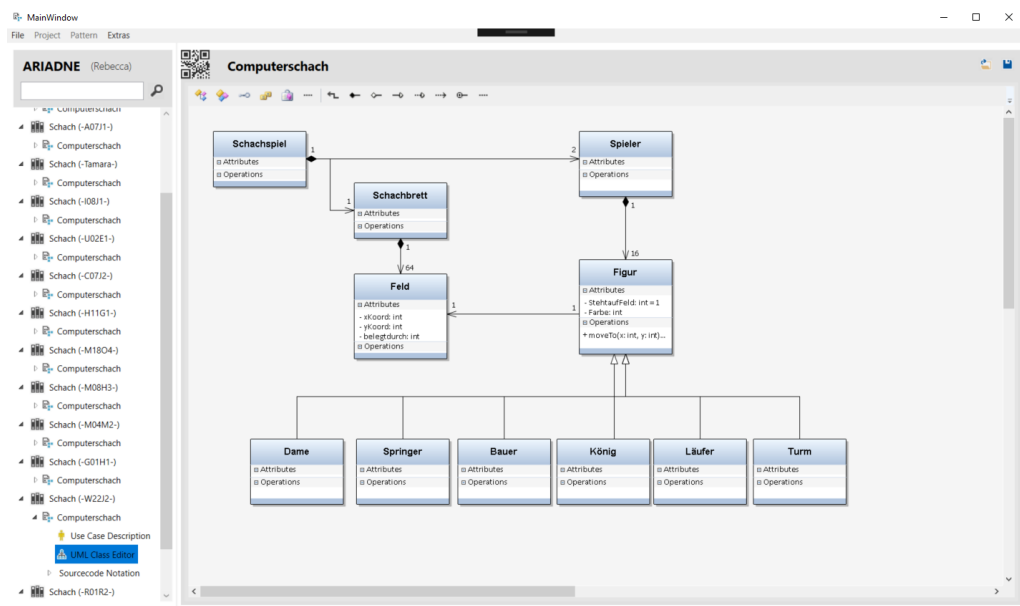 MainWindow
File Project Pattern Extras
ARIADNE (Rebecca)
Computerschach
Schach (-A07J1-)
Computerschach
Schach (-Tamara-)
Computerschach
Schach (-I08J1-)
Computerschach
Schach (-U02E1-)
Computerschach
Schach (-C07J2-)
Computerschach
Schach (-H11G1-)
Computerschach
Schach (-M18O4-)
Computerschach
Schach (-M08H3-)
Computerschach
Schach (-M04M2-)
Computerschach
Schach (-G01H1-)
Computerschach
Schach (-W22J2-)
Computerschach
Use Case Description
UML Class Editor
Sourcecode Notation
Schach (-R01R2-)
Computerschach
Schachspiel
Attributes
Operations
1
2
Spieler
Attributes
Operations
1
16
1
Schachbrett
Attributes
Operations
1
64
Feld
Attributes
- xKoord: int
- yKoord: int
- belegtdurch: int
Operations
1
1
Figur
Attributes
- StehtaufFeld: int = 1
- Farbe: int
Operations
+ moveTo(x: int, y: int)...
Dame
Attributes
Operations
Springer
Attributes
Operations
Bauer
Attributes
Operations
König
Attributes
Operations
Läufer
Attributes
Operations
Turm
Attributes
Operations